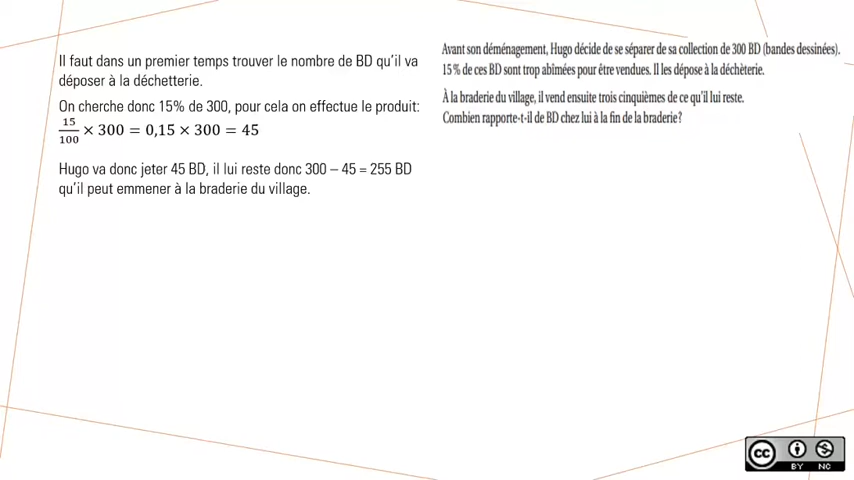 Il faut dans un premier temps trouver le nombre de BD qu'il va
déposer à la déchetterie.
On cherche donc 15% de 300, pour cela on effectue le produit:
15/100 × 300 = 0,15 × 300 = 45
Hugo va donc jeter 45 BD, il lui reste donc 300 – 45 = 255 BD
qu'il peut emmener à la braderie du village.
Avant son déménagement, Hugo décide de se séparer de sa collection de 300 BD (bandes dessinées).
15 % de ces BD sont trop abîmées pour être vendues. Il les dépose à la déchèterie.
À la braderie du village, il vend ensuite trois cinquièmes de ce qu'il lui reste.
Combien rapporte-t-il de BD chez lui à la fin de la braderie ?
cc BY NC